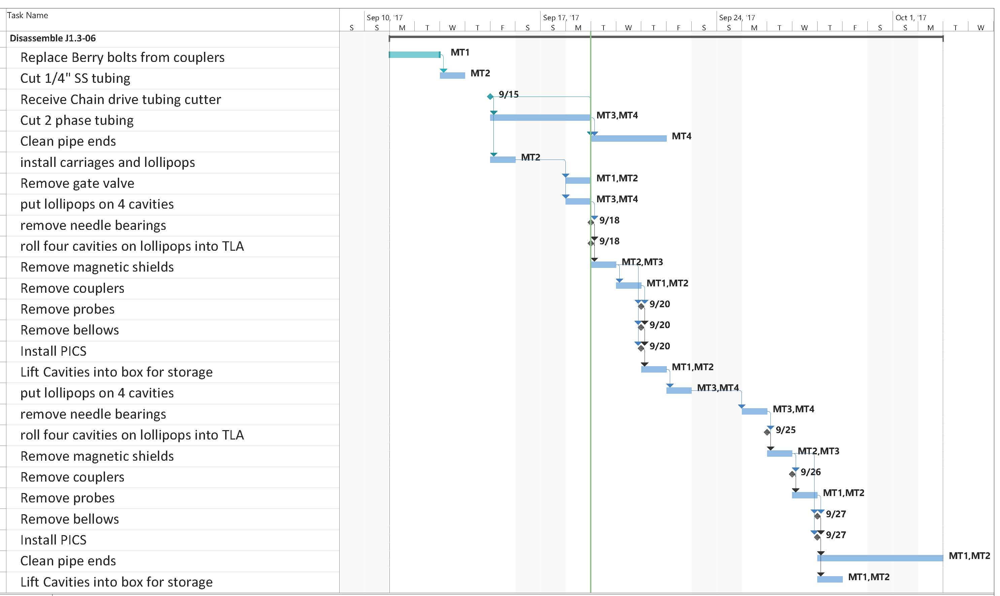 Task Name
Sep 10, '17 Sep 17, '17 Sep 24, '17 Oct 1, '17
S S M T W T F S S M T W T F S S M T W T F S S M T W
Disassemble J1.3-06
Replace Berry bolts from couplers MT1
Cut 1/4" SS tubing MT2
Receive Chain drive tubing cutter 9/15
Cut 2 phase tubing MT3,MT4
Clean pipe ends MT4
install carriages and lollipops MT2
Remove gate valve MT1,MT2
put lollipops on 4 cavities MT3,MT4
remove needle bearings 9/18
roll four cavities on lollipops into TLA 9/18
Remove magnetic shields MT2,MT3
Remove couplers MT1,MT2
Remove probes 9/20
Remove bellows 9/20
Install PICS 9/20
Lift Cavities into box for storage MT1,MT2
put lollipops on 4 cavities MT3,MT4
remove needle bearings MT3,MT4
roll four cavities on lollipops into TLA 9/25
Remove magnetic shields MT2,MT3
Remove couplers 9/26
Remove probes MT1,MT2
Remove bellows 9/27
Install PICS 9/27
Clean pipe ends MT1,MT2
Lift Cavities into box for storage MT1,MT2